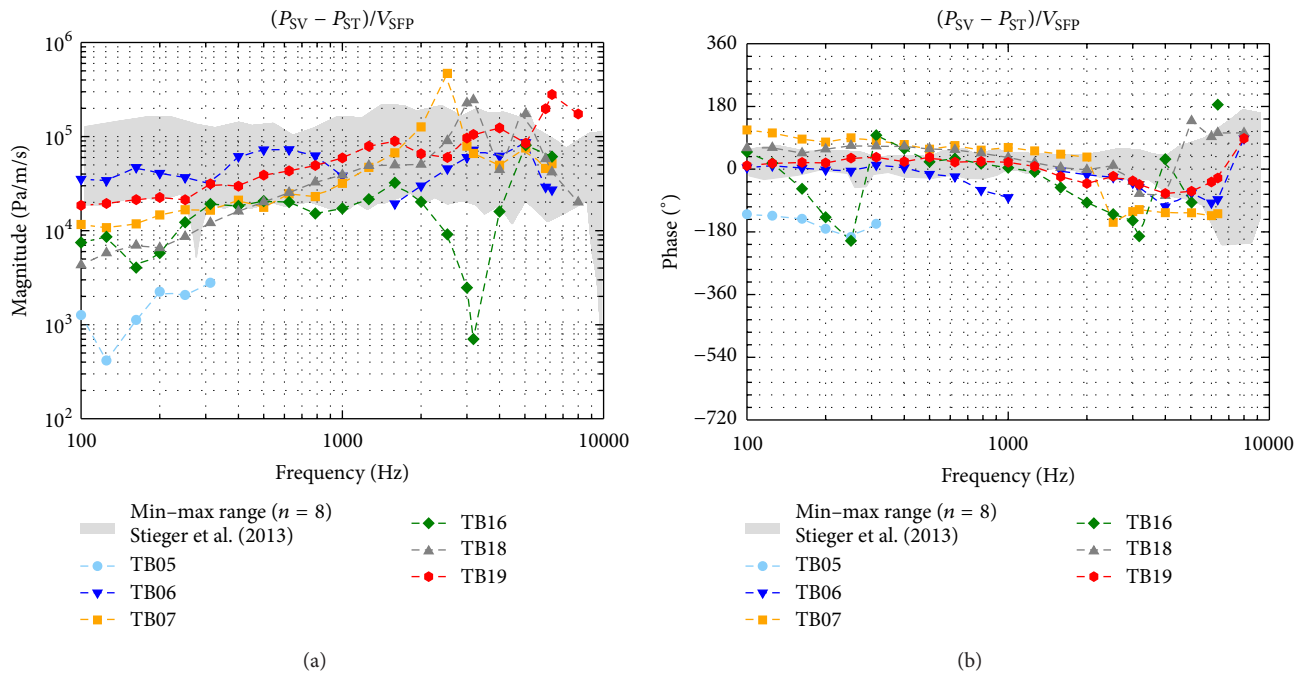 (P_SV – P_ST)/V_SFP
10^6
10^5
10^4
10^3
10^2
Magnitude (Pa/m/s)
100
1000
10000
Frequency (Hz)
Min–max range (n = 8)
Stieger et al. (2013)
TB05
TB06
TB07
TB16
TB18
TB19
(a)
(P_SV – P_ST)/V_SFP
360
180
0
−180
−360
−540
−720
Phase (°)
100
1000
10000
Frequency (Hz)
Min–max range (n = 8)
Stieger et al. (2013)
TB05
TB06
TB07
TB16
TB18
TB19
(b)